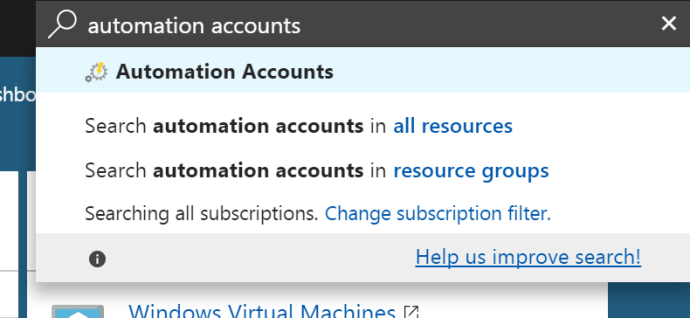 automation accounts
Automation Accounts
shbo
Search automation accounts in all resources
Search automation accounts in resource groups
Searching all subscriptions. Change subscription filter.
Help us improve search!
Windows Virtual Machines